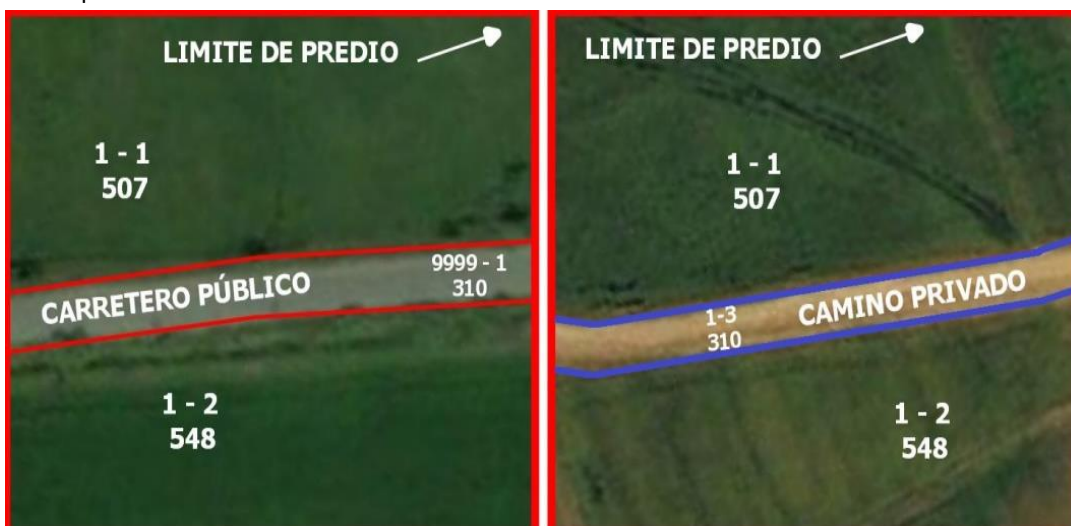 LIMITE DE PREDIO
1 - 1
507
9999 - 1
310
CARRETERO PÚBLICO
1 - 2
548
LIMITE DE PREDIO
1 - 1
507
CAMINO PRIVADO
1-3
310
1 - 2
548